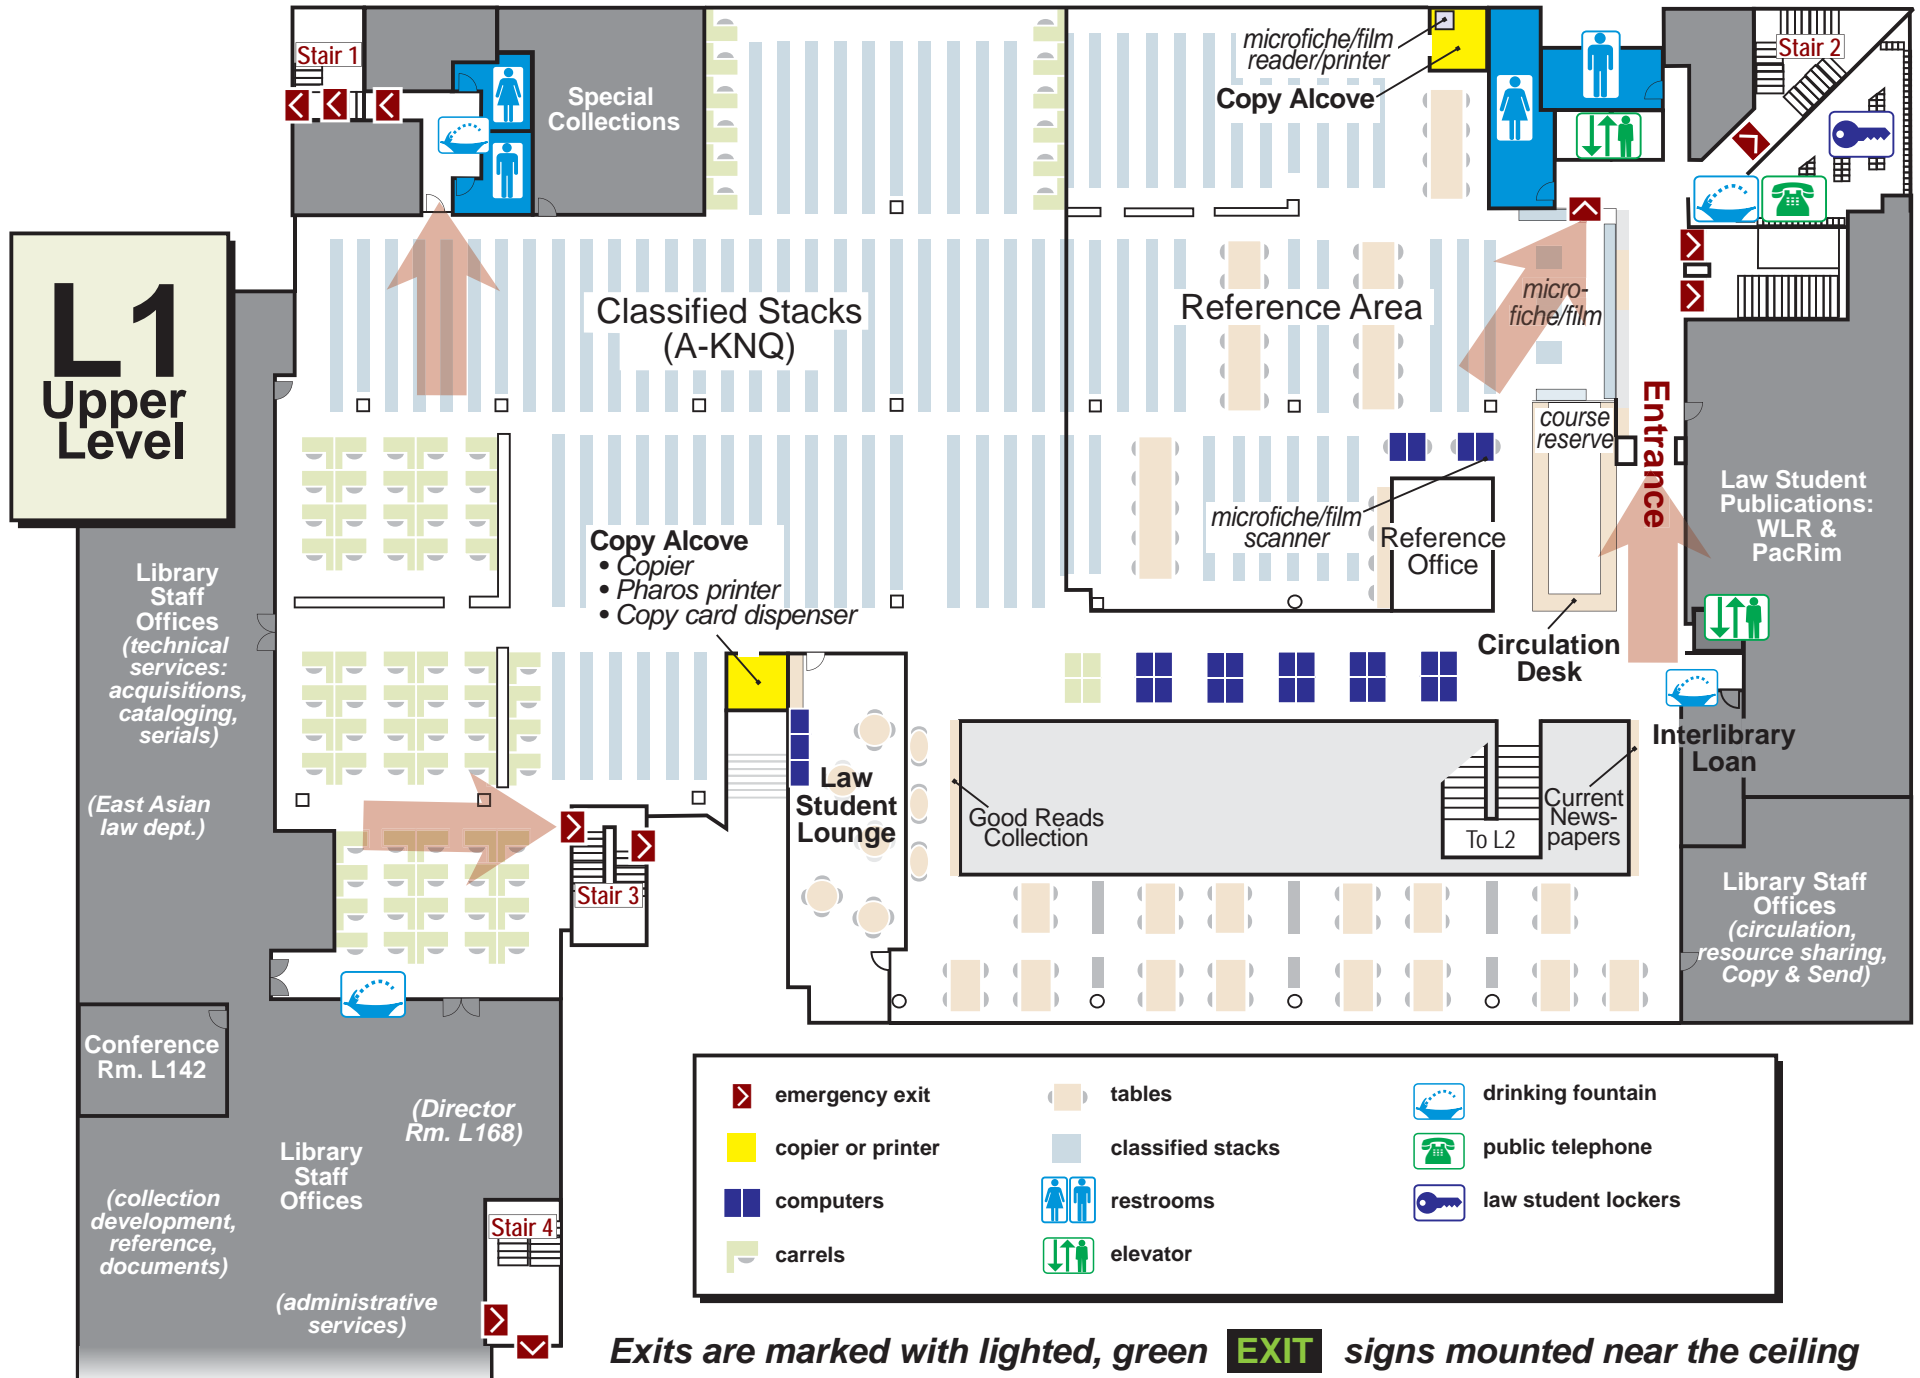 L1
Upper
Level
Stair 1
Special
Collections
microfiche/film
reader/printer
Copy Alcove
Stair 2
Classified Stacks
(A-KNQ)
Reference Area
micro-
fiche/film
Entrance
course
reserve
microfiche/film
scanner
Reference
Office
Law Student
Publications:
WLR &
PacRim
Copy Alcove
• Copier
• Pharos printer
• Copy card dispenser
Library
Staff
Offices
(technical
services:
acquisitions,
cataloging,
serials)
(East Asian
law dept.)
Circulation
Desk
Interlibrary
Loan
Law
Student
Lounge
Good Reads
Collection
To L2
Current
News-
papers
Stair 3
Library Staff
Offices
(circulation,
resource sharing,
Copy & Send)
Conference
Rm. L142
(Director
Rm. L168)
Library
Staff
Offices
(collection
development,
reference,
documents)
Stair 4
(administrative
services)
emergency exit
copier or printer
computers
carrels
tables
classified stacks
restrooms
elevator
drinking fountain
public telephone
law student lockers
Exits are marked with lighted, green EXIT signs mounted near the ceiling